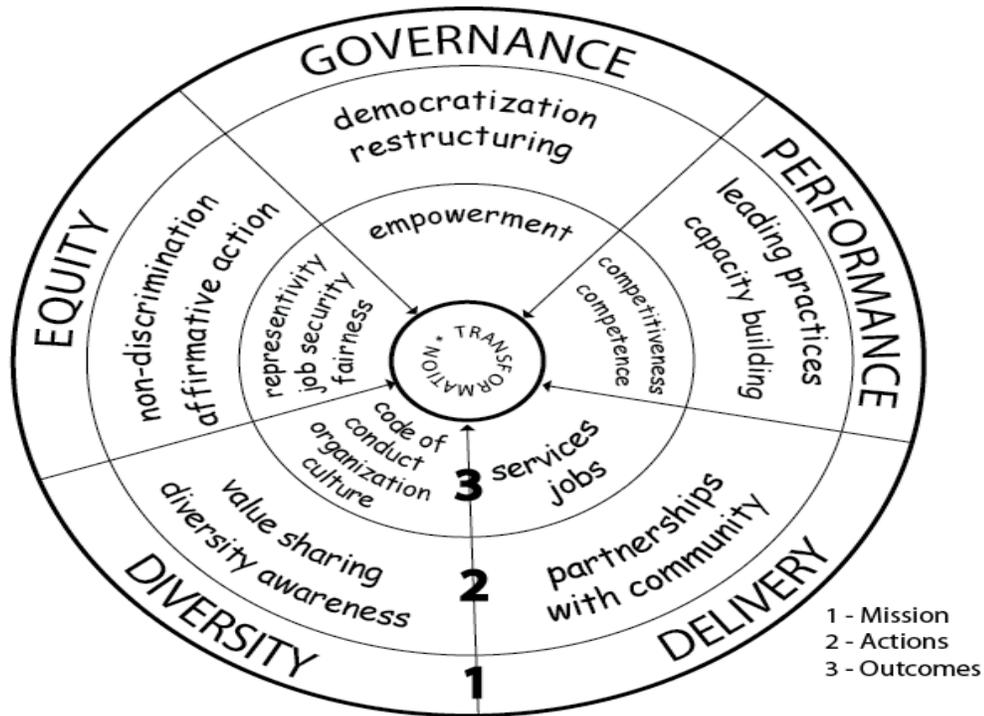 GOVERNANCE
democratization
restructuring
empowerment
PERFORMANCE
leading practices
capacity building
competitiveness
competence
DELIVERY
partnerships
with community
services
jobs
DIVERSITY
value sharing
diversity awareness
code of
conduct
organization
culture
EQUITY
non-discrimination
affirmative action
representivity
job security
fairness
* TRANSFORMATION
3
2
1
1 - Mission
2 - Actions
3 - Outcomes